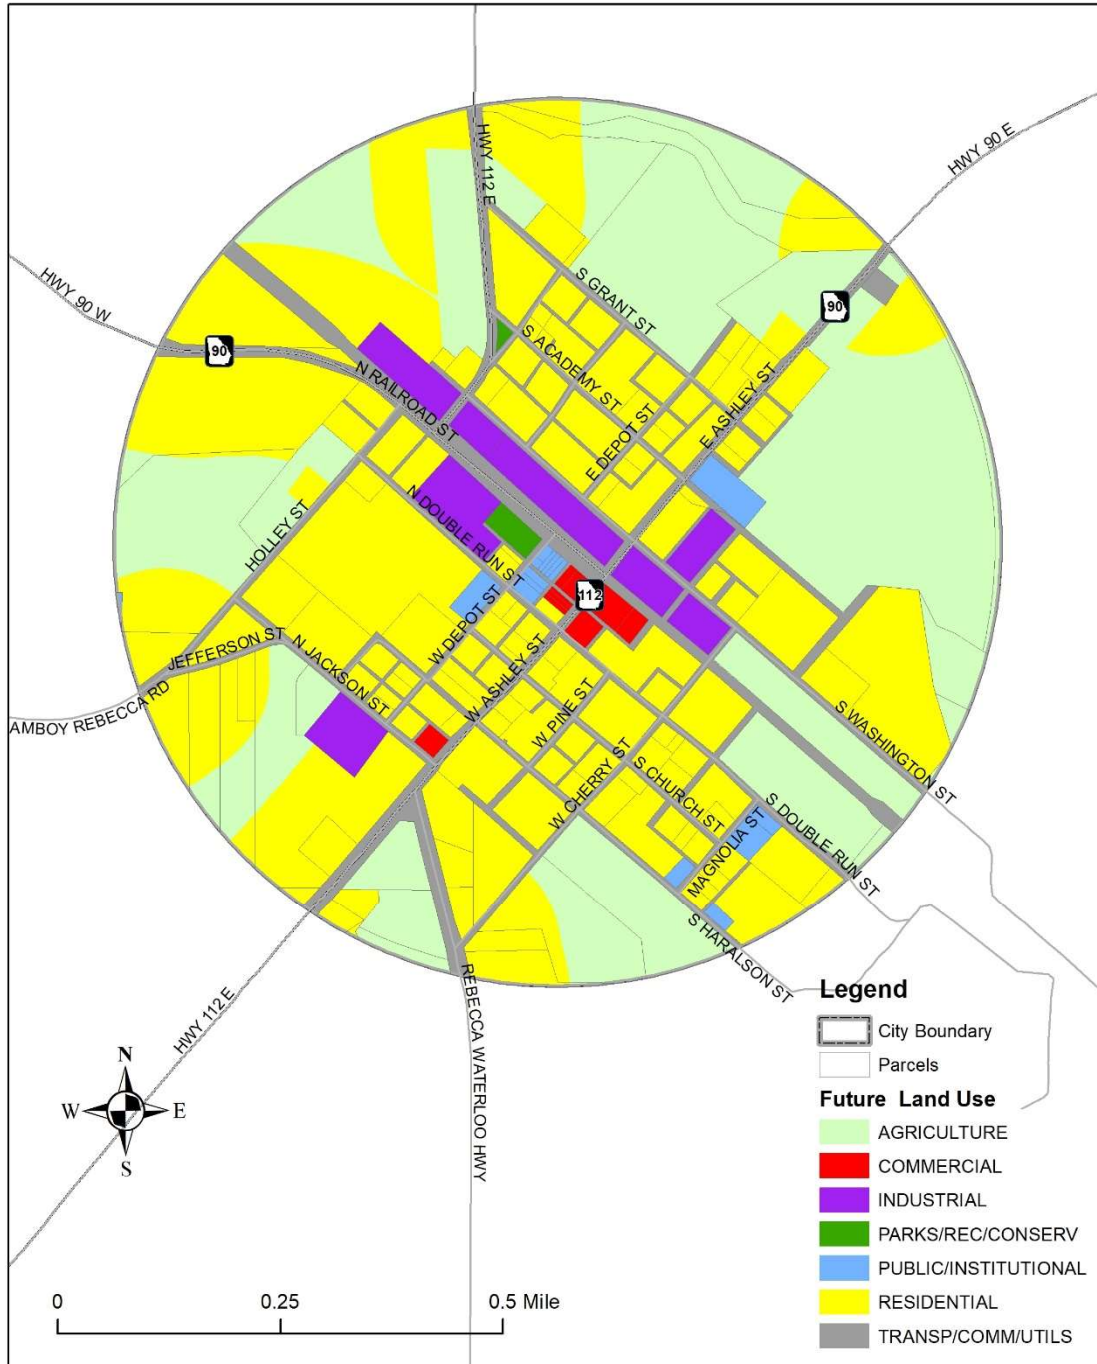 HWY 112 E
HWY 90 E
HWY 90 W
90
90
S GRANT ST
S ACADEMY ST
N RAILROAD ST
E DEPOT ST
E ASHLEY ST
HOLLEY ST
N DOUBLE RUN ST
112
W DEPOT ST
JEFFERSON ST
N JACKSON ST
W ASHLEY ST
W PINE ST
AMBOY REBECCA RD
W CHERRY ST
S CHURCH ST
S WASHINGTON ST
MAGNOLIA ST
S DOUBLE RUN ST
S HARALSON ST
HWY 112 E
REBECCA WATERLOO HWY
N
W
E
S
0
0.25
0.5 Mile
Legend
City Boundary
Parcels
Future Land Use
AGRICULTURE
COMMERCIAL
INDUSTRIAL
PARKS/REC/CONSERV
PUBLIC/INSTITUTIONAL
RESIDENTIAL
TRANSP/COMM/UTILS